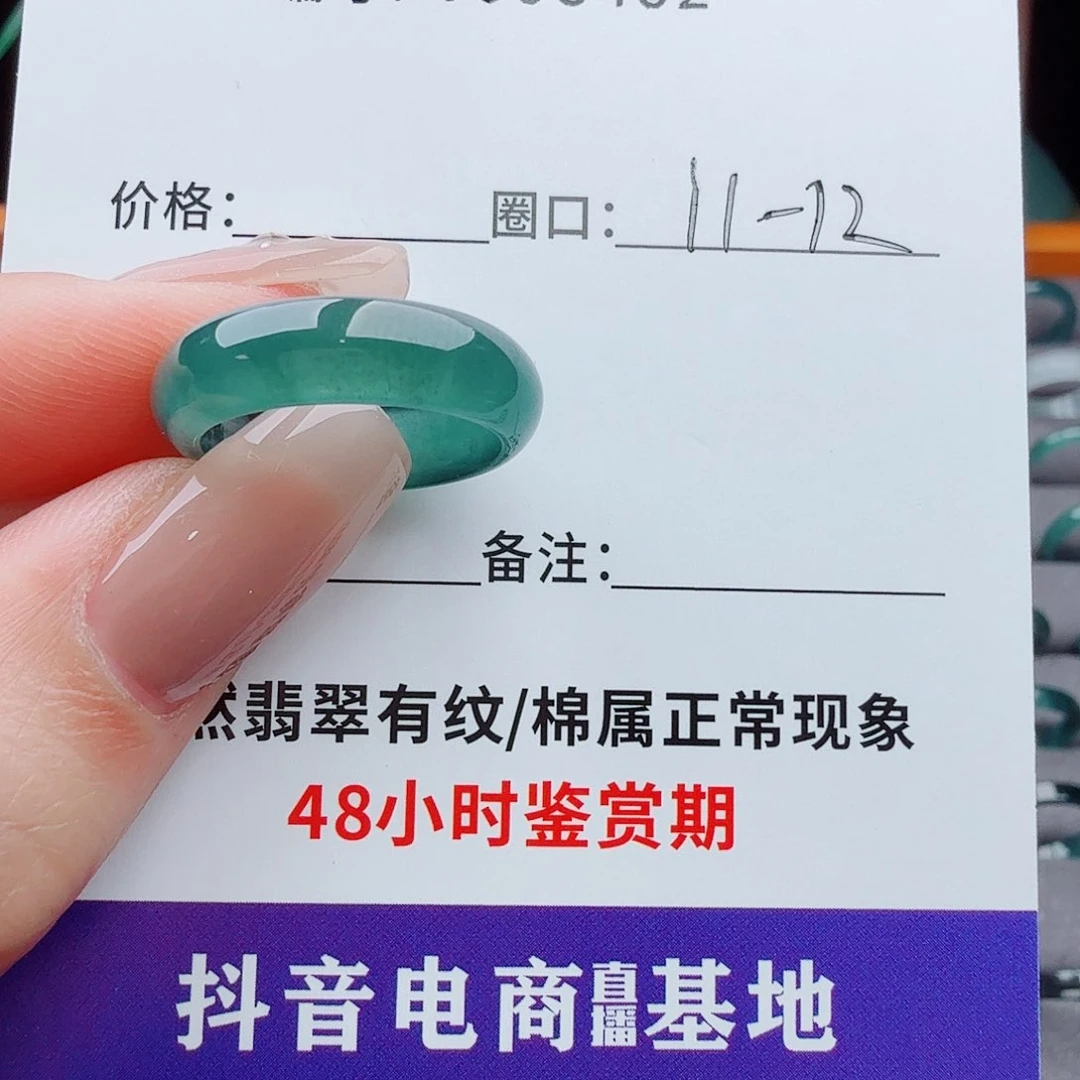 价格: 圈口: 11-12
备注:
然翡翠有纹/棉属正常现象
48小时鉴赏期
抖音电商直播基地